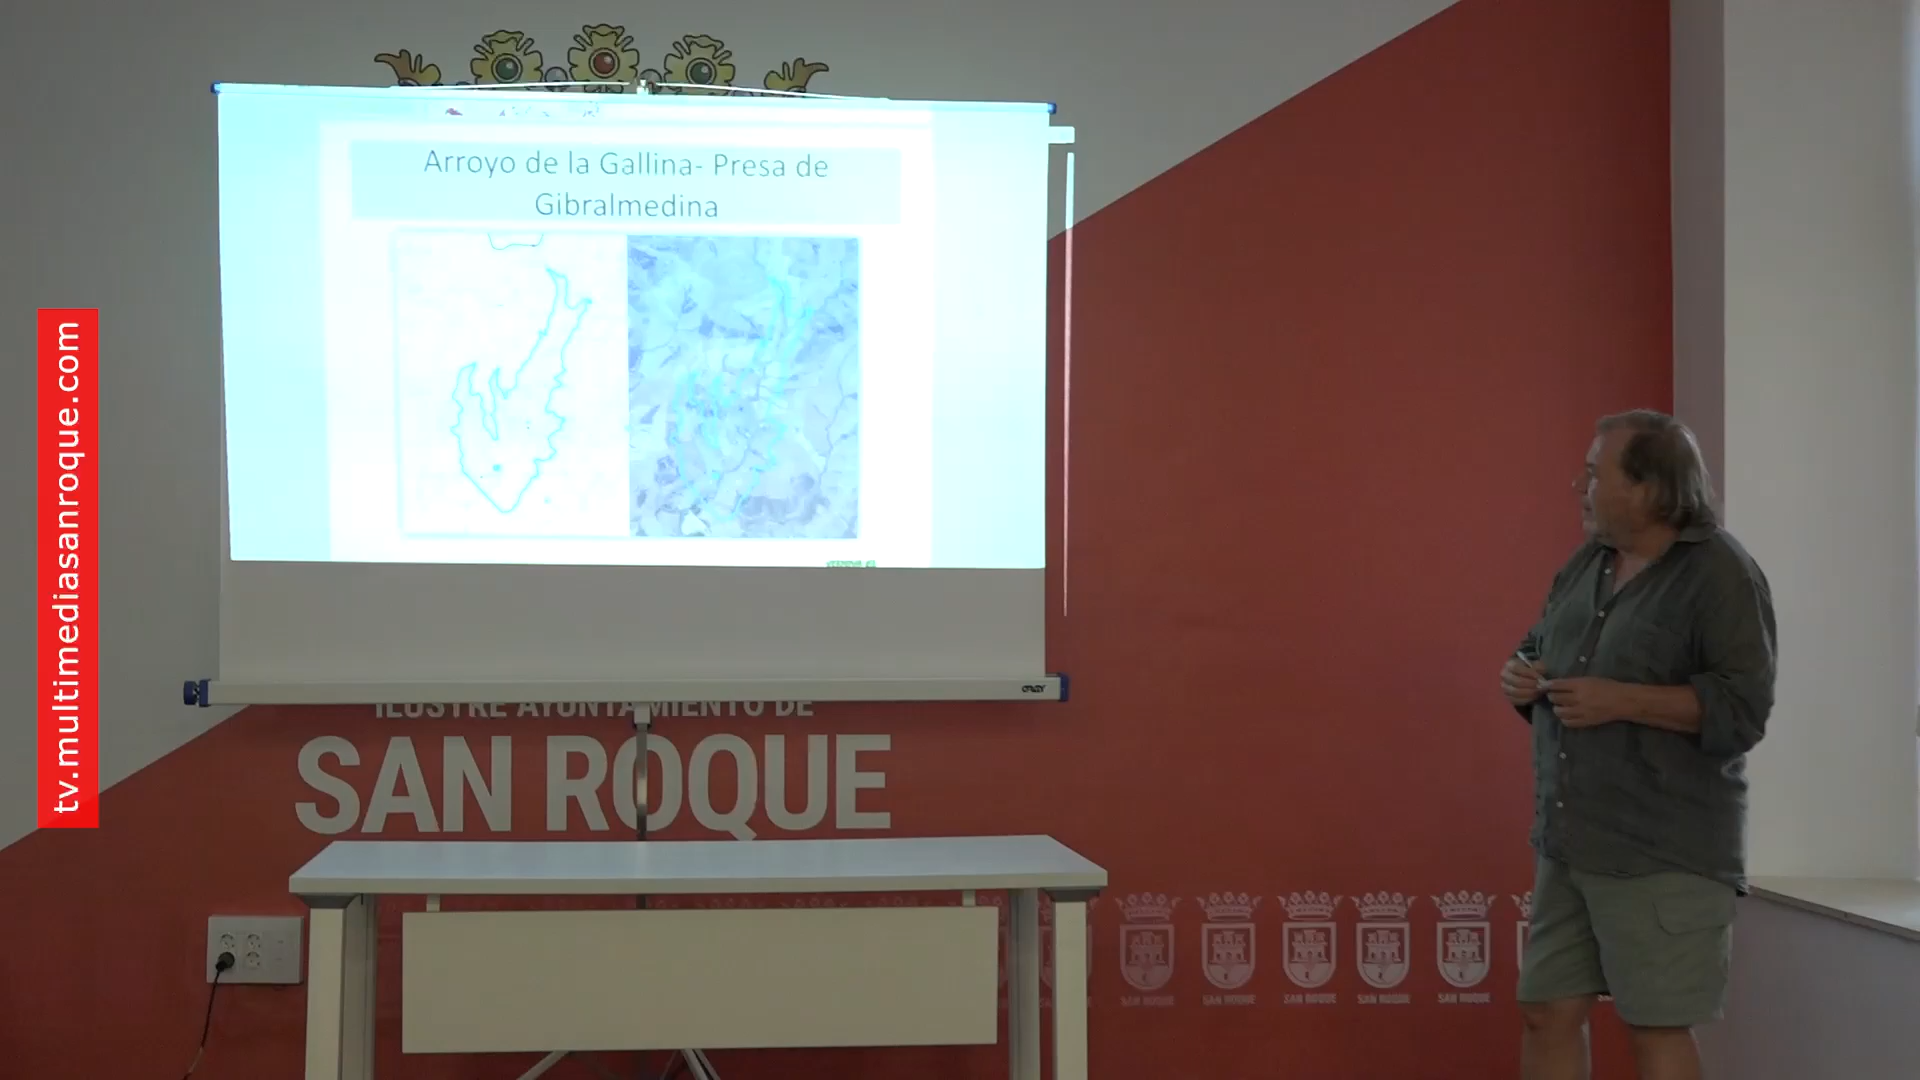 Arroyo de la Gallina- Presa de
Gibralmedina
tv.multimediasanroque.com
ILUSTRE AYUNTAMIENTO DE
SAN ROQUE
SAN ROQUE
SAN ROQUE
SAN ROQUE
SAN ROQUE
SAN ROQUE